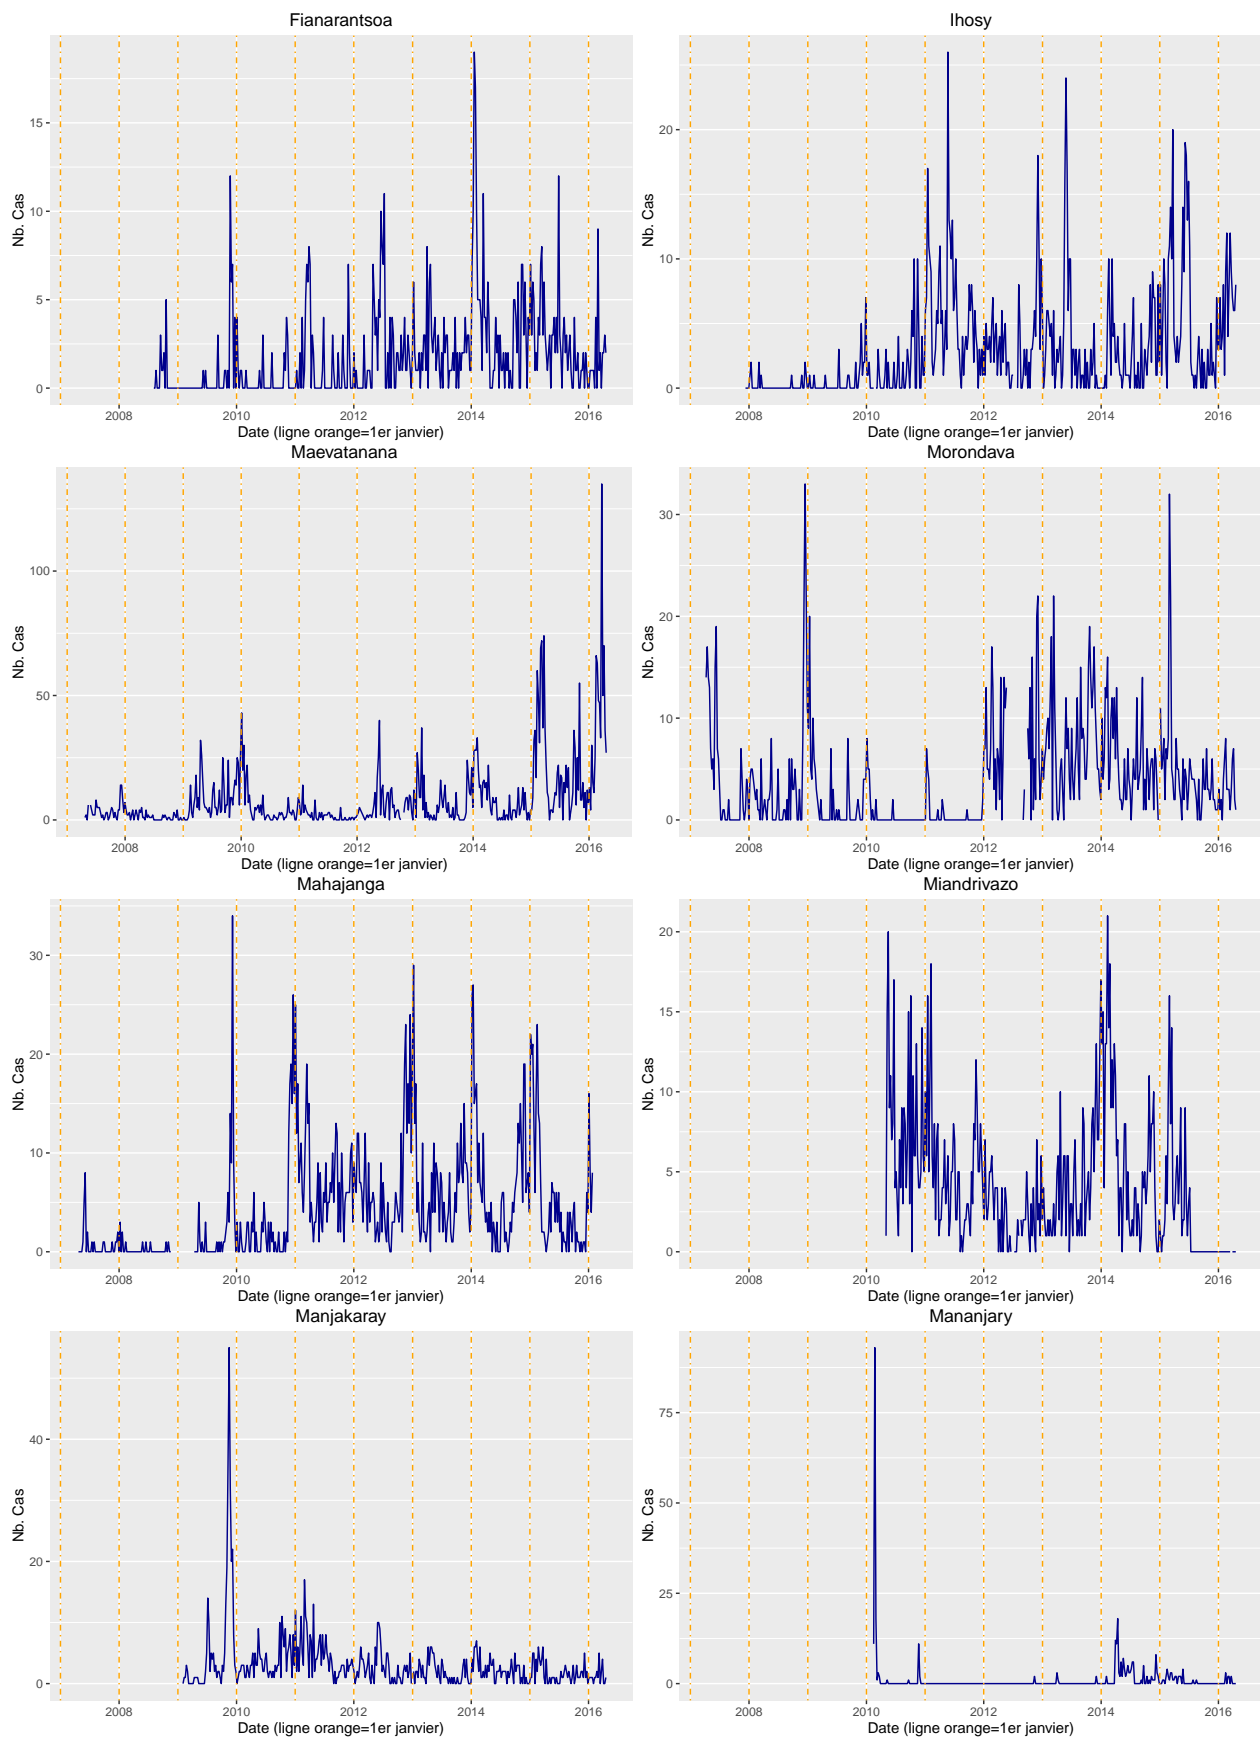 Fianarantsoa
Nb. Cas
15
10
5
0
2008 2010 2012 2014 2016
Date (ligne orange=1er janvier)
Ihosy
Nb. Cas
20
10
0
2008 2010 2012 2014 2016
Date (ligne orange=1er janvier)
Maevatanana
Nb. Cas
100
50
0
2008 2010 2012 2014 2016
Date (ligne orange=1er janvier)
Morondava
Nb. Cas
30
20
10
0
2008 2010 2012 2014 2016
Date (ligne orange=1er janvier)
Mahajanga
Nb. Cas
30
20
10
0
2008 2010 2012 2014 2016
Date (ligne orange=1er janvier)
Miandrivazo
Nb. Cas
20
15
10
5
0
2008 2010 2012 2014 2016
Date (ligne orange=1er janvier)
Manjakaray
Nb. Cas
40
20
0
2008 2010 2012 2014 2016
Date (ligne orange=1er janvier)
Mananjary
Nb. Cas
75
50
25
0
2008 2010 2012 2014 2016
Date (ligne orange=1er janvier)